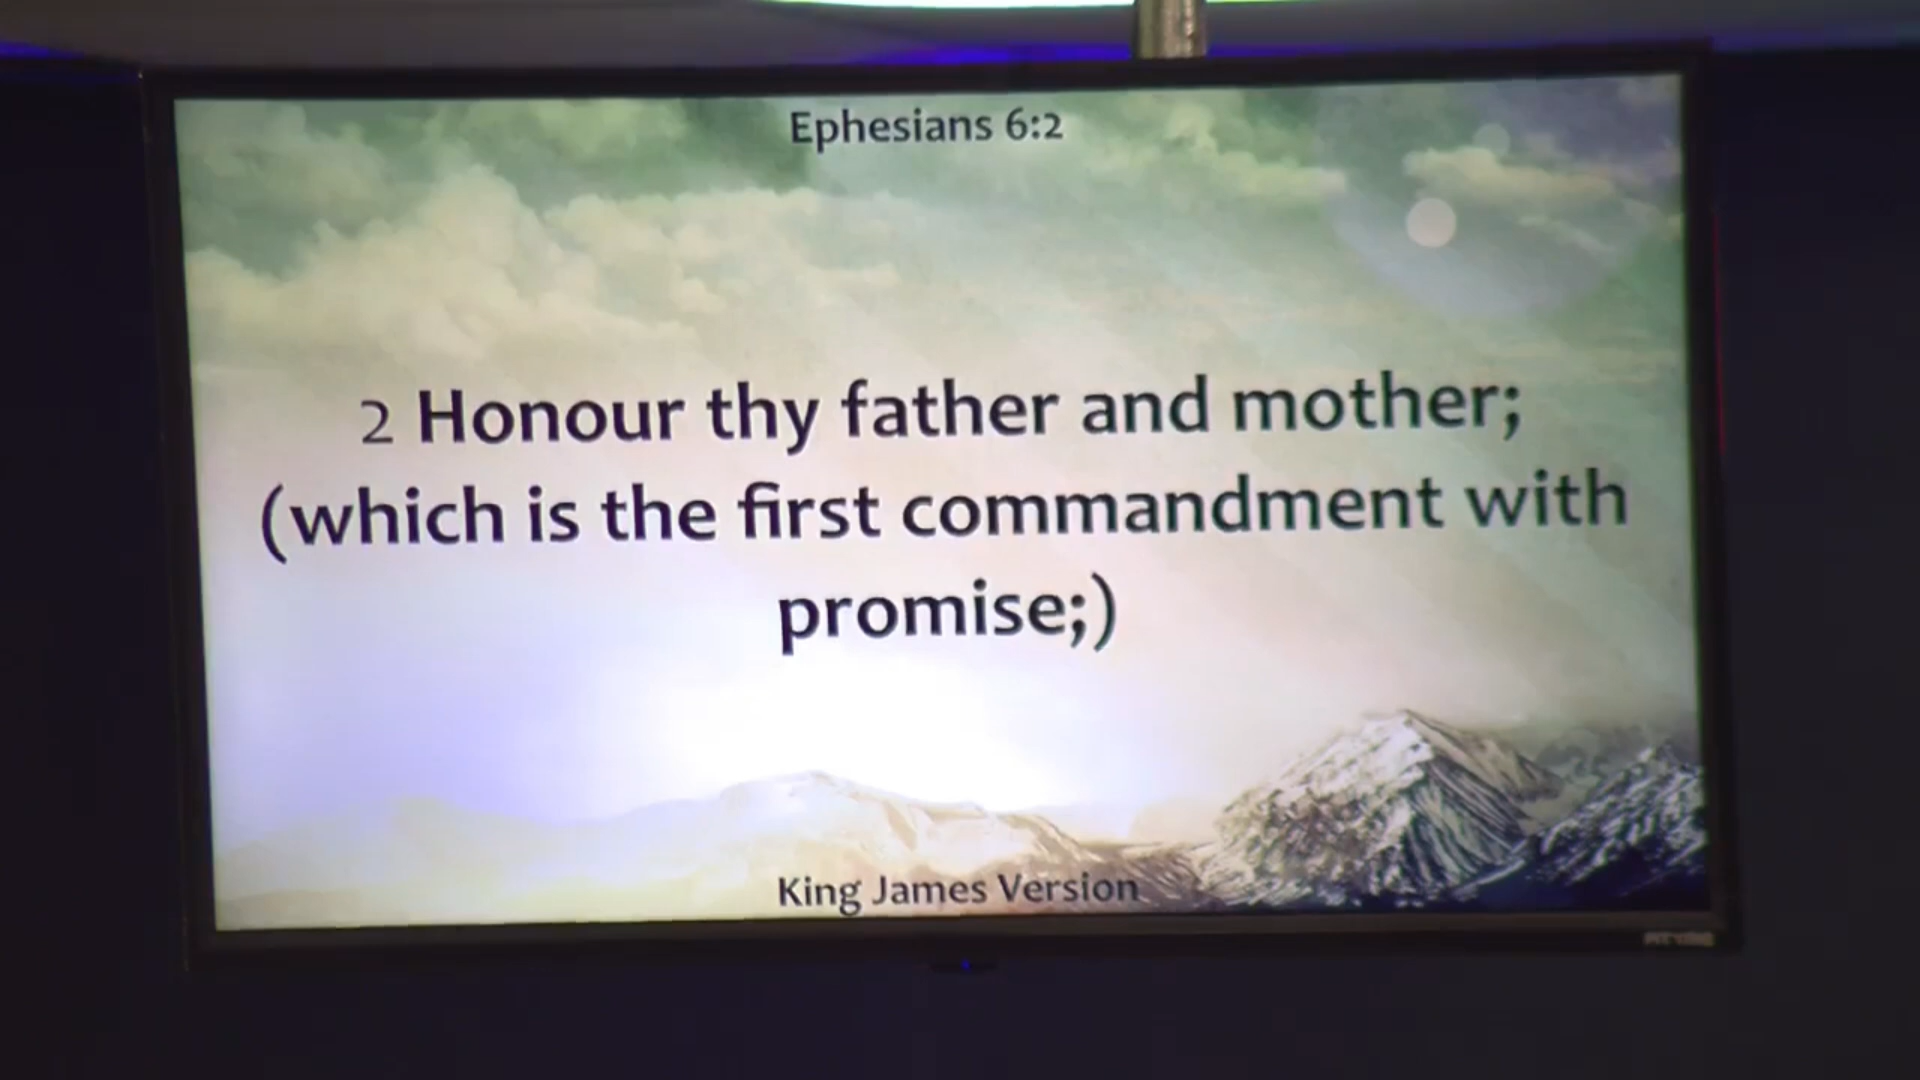 Ephesians 6:2
2 Honour thy father and mother;
(which is the first commandment with
promise;)
King James Version